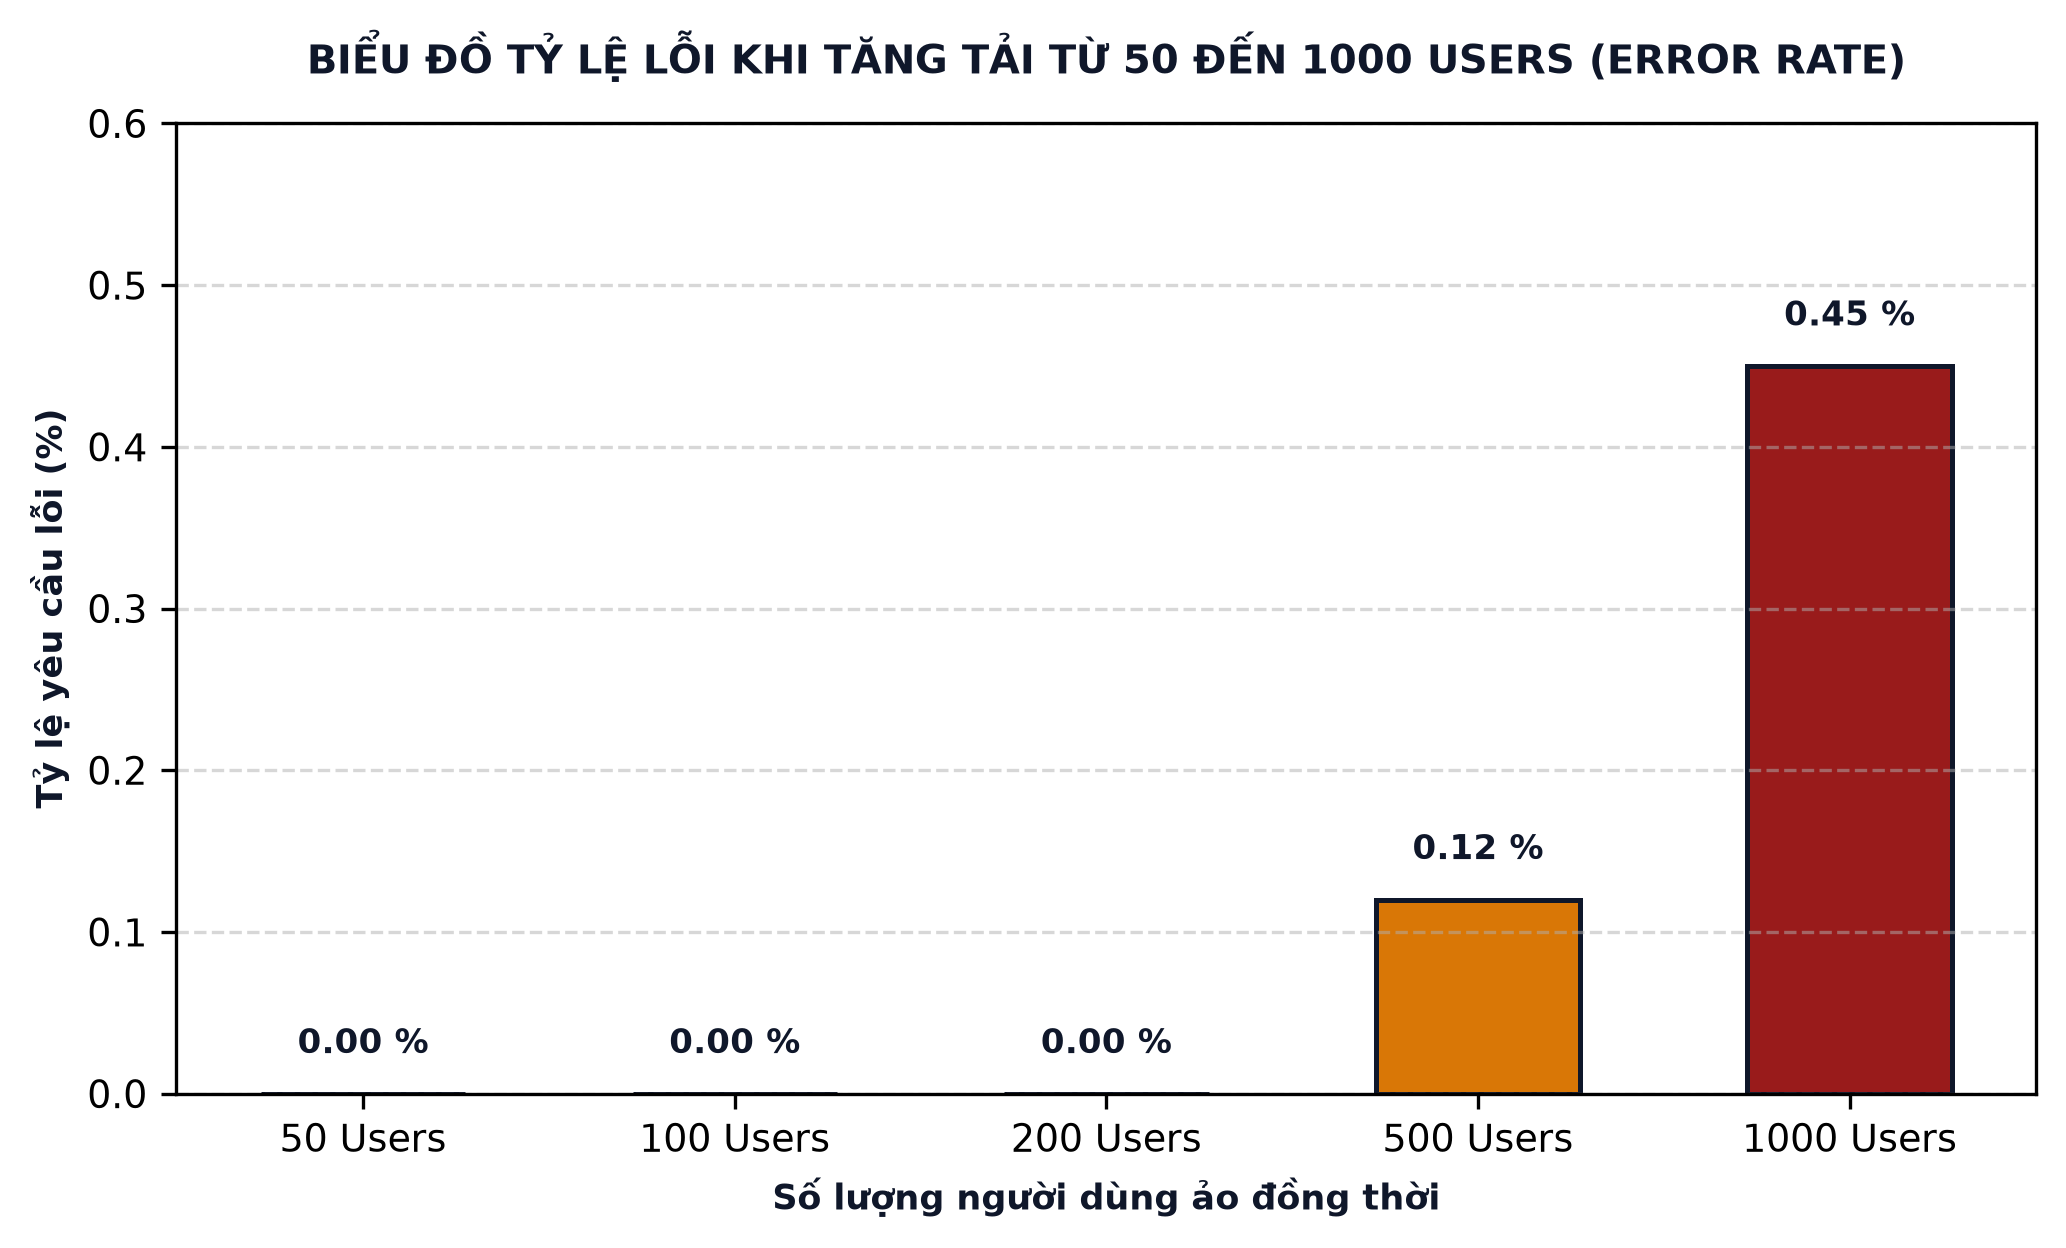 BIỂU ĐỒ TỶ LỆ LỖI KHI TĂNG TẢI TỪ 50 ĐẾN 1000 USERS (ERROR RATE)
Tỷ lệ yêu cầu lỗi (%)
0.6
0.5
0.4
0.3
0.2
0.1
0.0
0.00 %
0.00 %
0.00 %
0.12 %
0.45 %
50 Users
100 Users
200 Users
500 Users
1000 Users
Số lượng người dùng ảo đồng thời